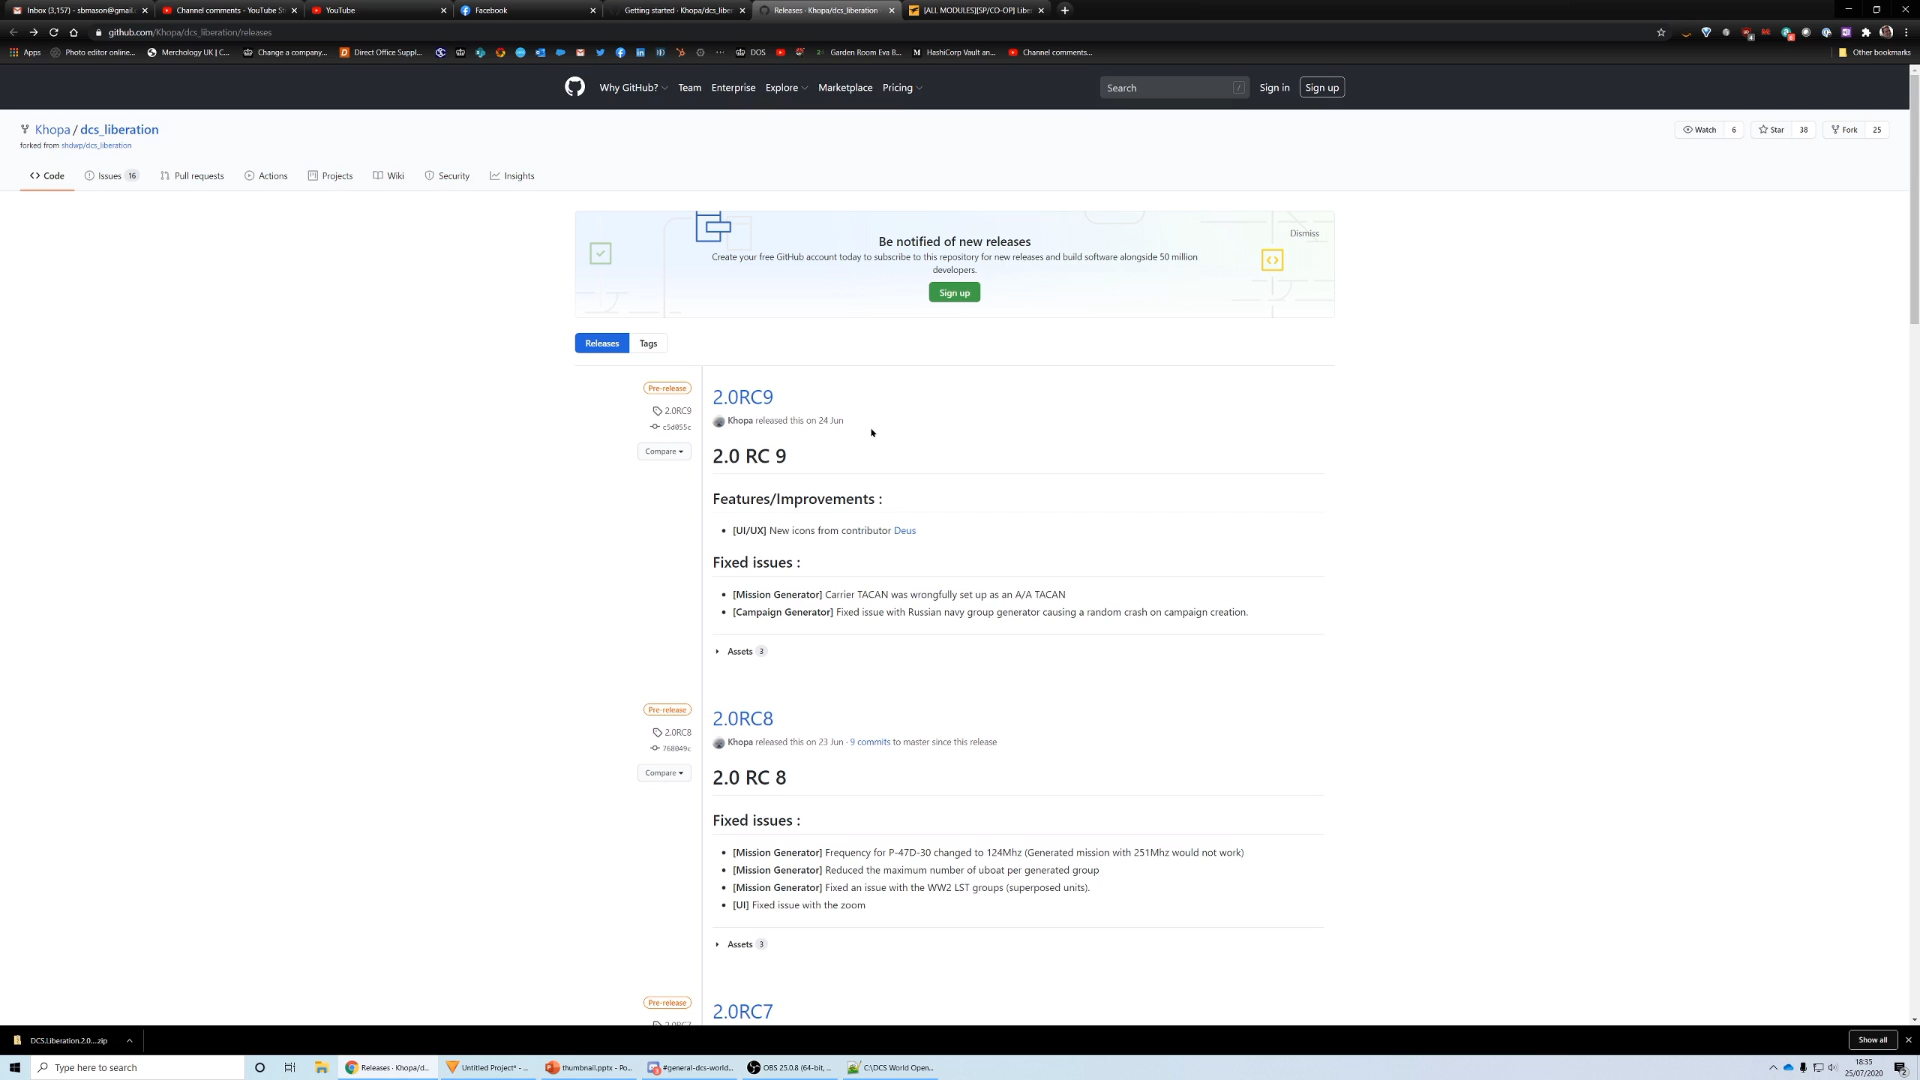 Inbox (3,157) - sbmason@gmail.
Channel comments - YouTube St
YouTube
Facebook
Getting started · Khopa/dcs_liber
Releases · Khopa/dcs_liberation
[ALL MODULES][SP/CO-OP] Libe
github.com/Khopa/dcs_liberation/releases
Apps
Photo editor online...
Merchology UK | C...
Change a company...
Direct Office Suppl...
DOS
Garden Room Eva B...
HashiCorp Vault an...
Channel comments...
Other bookmarks
Why GitHub?
Team
Enterprise
Explore
Marketplace
Pricing
Search
/
Sign in
Sign up
Khopa / dcs_liberation
forked from shdwp/dcs_liberation
Watch 6
Star 38
Fork 25
Code
Issues 16
Pull requests
Actions
Projects
Wiki
Security
Insights
Be notified of new releases
Dismiss
Create your free GitHub account today to subscribe to this repository for new releases and build software alongside 50 million
developers.
Sign up
Releases
Tags
Pre-release
2.0RC9
c5d055c
Compare
2.0RC9
Khopa released this on 24 Jun
2.0 RC 9
Features/Improvements :
[UI/UX] New icons from contributor Deus
Fixed issues :
[Mission Generator] Carrier TACAN was wrongfully set up as an A/A TACAN
[Campaign Generator] Fixed issue with Russian navy group generator causing a random crash on campaign creation.
Assets 3
Pre-release
2.0RC8
768049c
Compare
2.0RC8
Khopa released this on 23 Jun · 9 commits to master since this release
2.0 RC 8
Fixed issues :
[Mission Generator] Frequency for P-47D-30 changed to 124Mhz (Generated mission with 251Mhz would not work)
[Mission Generator] Reduced the maximum number of uboat per generated group
[Mission Generator] Fixed an issue with the WW2 LST groups (superposed units).
[UI] Fixed issue with the zoom
Assets 3
Pre-release
2.0RC7
2.0RC7
DCS.Liberation.2.0....zip
Show all
Type here to search
Releases · Khopa/d...
Untitled Project* - ...
thumbnail.pptx - Po...
#general-dcs-world...
OBS 25.0.8 (64-bit, ...
C:\DCS World Open...
18:35
25/07/2020